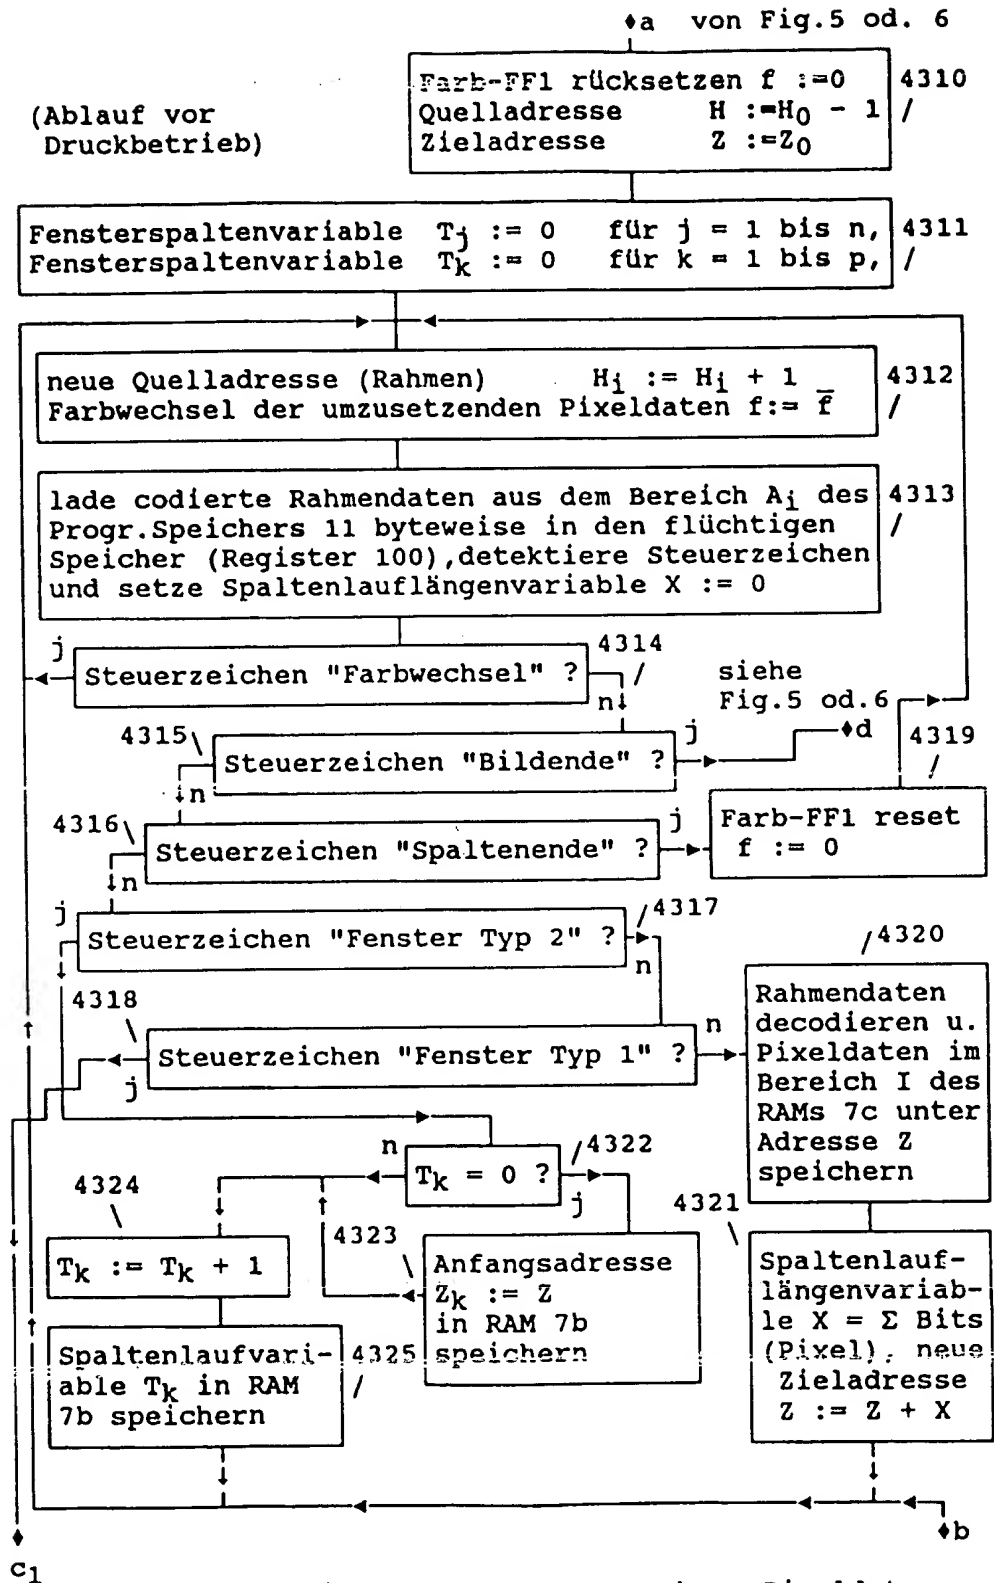 ♦a von Fig.5 od. 6
(Ablauf vor
Druckbetrieb)
Farb-FF1 rücksetzen f :=0
Quelladresse H :=H0 - 1
Zieladresse Z :=Z0
4310
/
Fensterspaltenvariable Tj := 0 für j = 1 bis n,
Fensterspaltenvariable Tk := 0 für k = 1 bis p,
4311
/
neue Quelladresse (Rahmen) Hi := Hi + 1
Farbwechsel der umzusetzenden Pixeldaten f:= f̅
4312
/
lade codierte Rahmendaten aus dem Bereich Ai des
Progr.Speichers 11 byteweise in den flüchtigen
Speicher (Register 100),detektiere Steuerzeichen
und setze Spaltenlauflängenvariable X := 0
4313
/
j
Steuerzeichen "Farbwechsel" ?
4314
/
n
siehe
Fig.5 od.6
♦d
4315\
Steuerzeichen "Bildende" ?
j
n
4319
/
Farb-FF1 reset
f := 0
4316\
Steuerzeichen "Spaltenende" ?
j
n
j
Steuerzeichen "Fenster Typ 2" ?
/4317
n
4318
\
Steuerzeichen "Fenster Typ 1" ?
n
j
/4320
Rahmendaten
decodieren u.
Pixeldaten im
Bereich I des
RAMs 7c unter
Adresse Z
speichern
n
Tk = 0 ?
/4322
j
4324
\
Tk := Tk + 1
4323
\
Anfangsadresse
Zk := Z
in RAM 7b
speichern
4321
\
Spaltenlauf-
längenvariab-
le X = Σ Bits
(Pixel), neue
Zieladresse
Z := Z + X
Spaltenlaufvari-
able Tk in RAM
7b speichern
4325
/
♦b
♦
c1